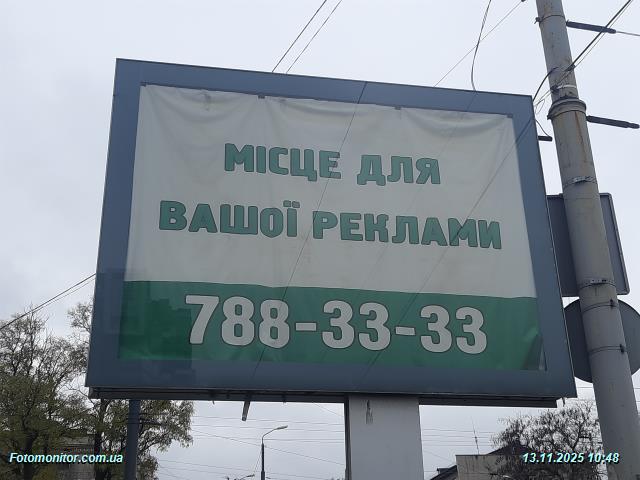 МІСЦЕ ДЛЯ
ВАШОЇ РЕКЛАМИ
788-33-33
Fotomonitor.com.ua
13.11.2025 10:48